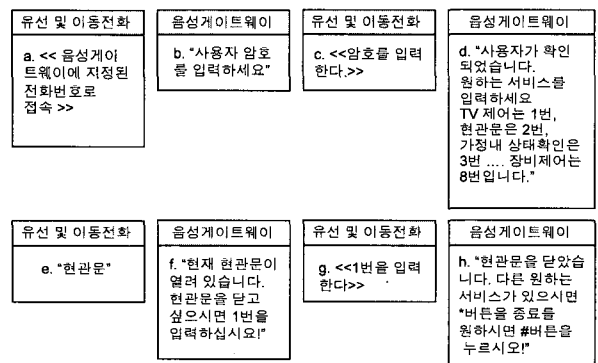 유선 및 이동전화
a. << 음성게이
트웨이에 지정된
전화번호로
접속 >>
음성게이트웨이
b. “사용자 암호
를 입력하세요”
유선 및 이동전화
c. <<암호를 입력
한다.>>
음성게이트웨이
d. “사용자가 확인
되었습니다.
원하는 서비스를
입력하세요
TV 제어는 1번,
현관문은 2번,
가정내 상태확인은
3번 .... 장비제어는
8번입니다.”
유선 및 이동전화
e. “현관문”
음성게이트웨이
f. “현재 현관문이
열려 있습니다.
현관문을 닫고
싶으시면 1번을
입력하십시요!”
유선 및 이동전화
g. <<1번을 입력
한다>>
음성게이트웨이
h. “현관문을 닫았습
니다. 다른 원하는
서비스가 있으시면
*버튼을 종료를
원하시면 #버튼을
누르시오!”